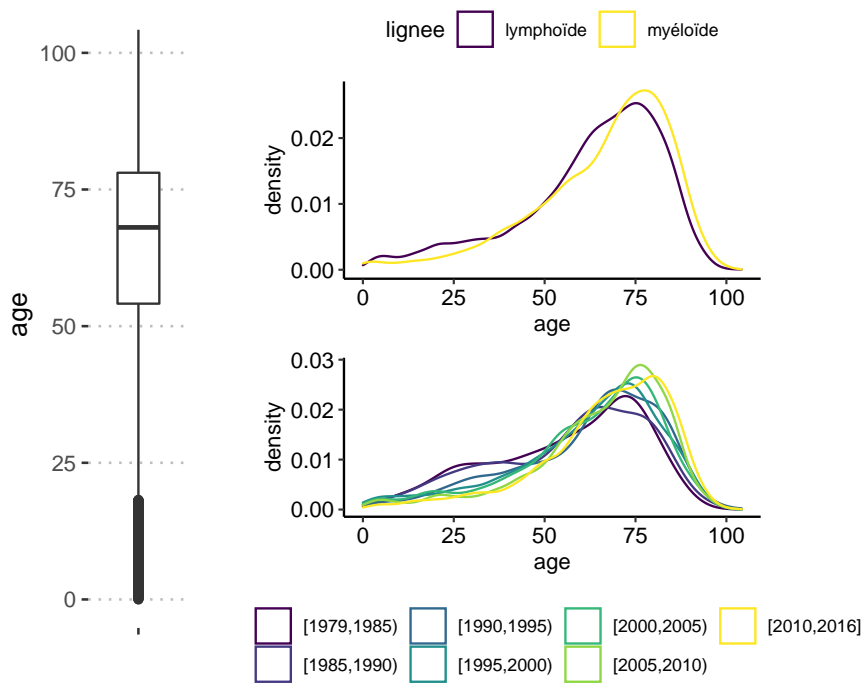 age
100
75
50
25
0
lignee lymphoïde myéloïde
density
0.02
0.01
0.00
0 25 50 75 100
age
density
0.03
0.02
0.01
0.00
0 25 50 75 100
age
[1979,1985) [1990,1995) [2000,2005) [2010,2016]
[1985,1990) [1995,2000) [2005,2010)